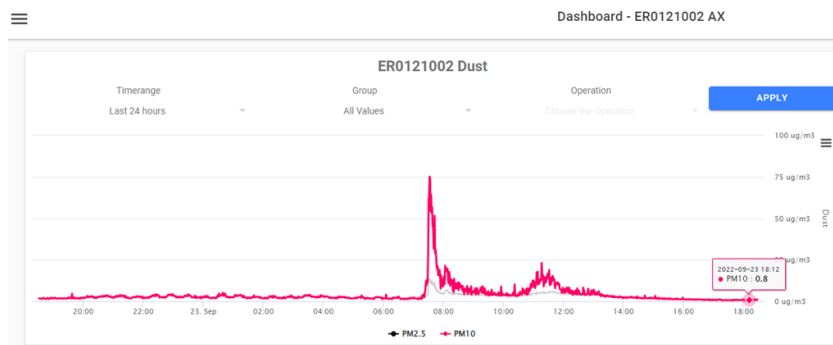 Dashboard - ER0121002 AX
ER0121002 Dust
Timerange
Group
Operation
Last 24 hours
All Values
Choose the Operation
APPLY
100 ug/m3
75 ug/m3
50 ug/m3
ug/m3
0 ug/m3
Dust
2022-09-23 18:12
PM10 : 0.8
20:00 22:00 23. Sep 02:00 04:00 06:00 08:00 10:00 12:00 14:00 16:00 18:00
PM2.5 PM10